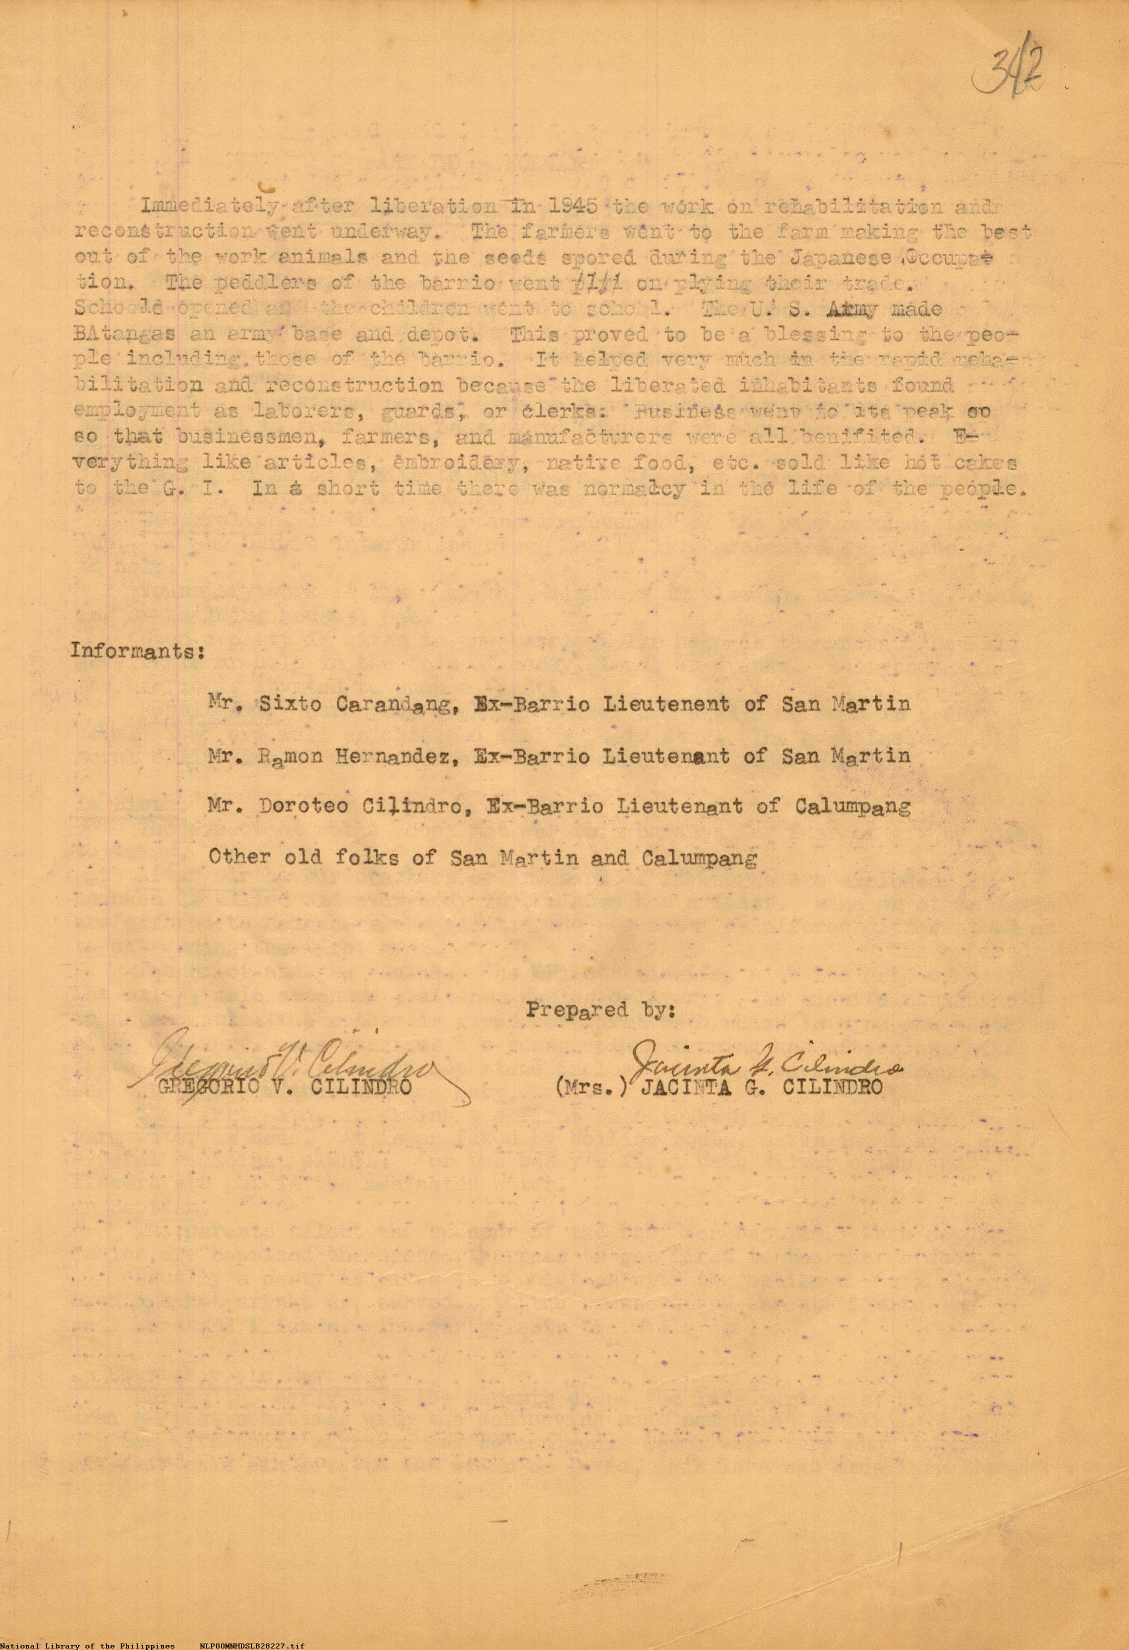 342
Immediately after liberation in 1945 the work on rehabilitation and
reconstruction went underway. The farmers went to the farm making the best
out of the work animals and the seeds spored during the Japanese Occupat
tion. The peddlers of the barrio went on plying their trade.
Schools opened and the children went to school. The U. S. Army made
BAtangas an army base and depot. This proved to be a blessing to the peo-
ple including those of the barrio. It helped very much in the rapid reha-
bilitation and reconstruction because the liberated inhabitants found
employment as laborers, guards, or clerks. Business went to its peak so
so that businessmen, farmers, and manufacturers were all benifited. E-
verything like articles, embroidery, native food, etc. sold like hot cakes
to the G. I. In a short time there was normalcy in the life of the people.
Informants:
Mr. Sixto Carandang, Ex-Barrio Lieutenent of San Martin
Mr. Ramon Hernandez, Ex-Barrio Lieutenant of San Martin
Mr. Doroteo Cilindro, Ex-Barrio Lieutenant of Calumpang
Other old folks of San Martin and Calumpang
Prepared by:
Gregorio V. Cilindro Jacinta G. Cilindro
GREGORIO V. CILINDRO (Mrs.) JACINTA G. CILINDRO
National Library of the Philippines NLP00MNHDSLB28227.tif